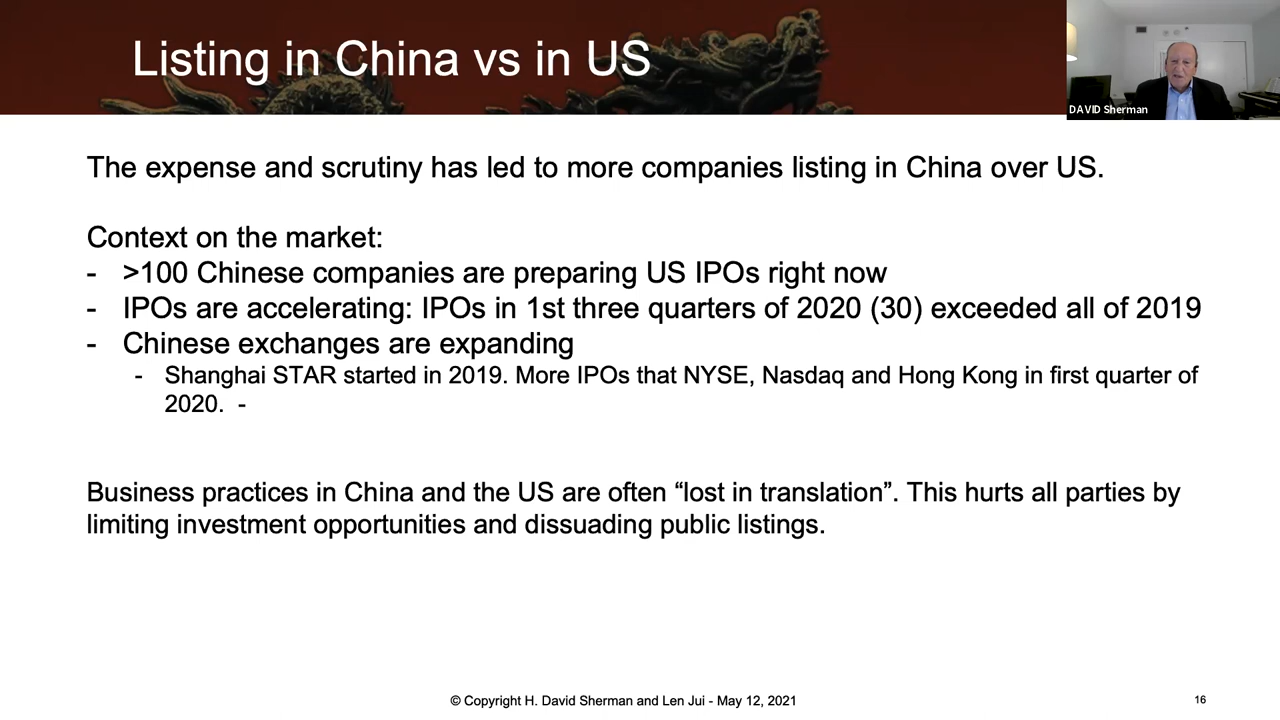 Listing in China vs in US
DAVID Sherman
The expense and scrutiny has led to more companies listing in China over US.
Context on the market:
- >100 Chinese companies are preparing US IPOs right now
- IPOs are accelerating: IPOs in 1st three quarters of 2020 (30) exceeded all of 2019
- Chinese exchanges are expanding
- Shanghai STAR started in 2019. More IPOs that NYSE, Nasdaq and Hong Kong in first quarter of
2020. -
Business practices in China and the US are often “lost in translation”. This hurts all parties by
limiting investment opportunities and dissuading public listings.
© Copyright H. David Sherman and Len Jui - May 12, 2021
16